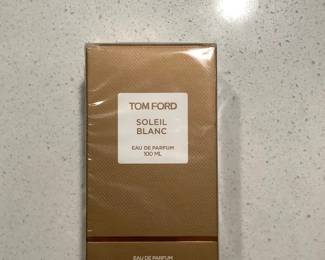 TOM FORD
SOLEIL
BLANC
EAU DE PARFUM
100 ML
EAU DE PARFUM